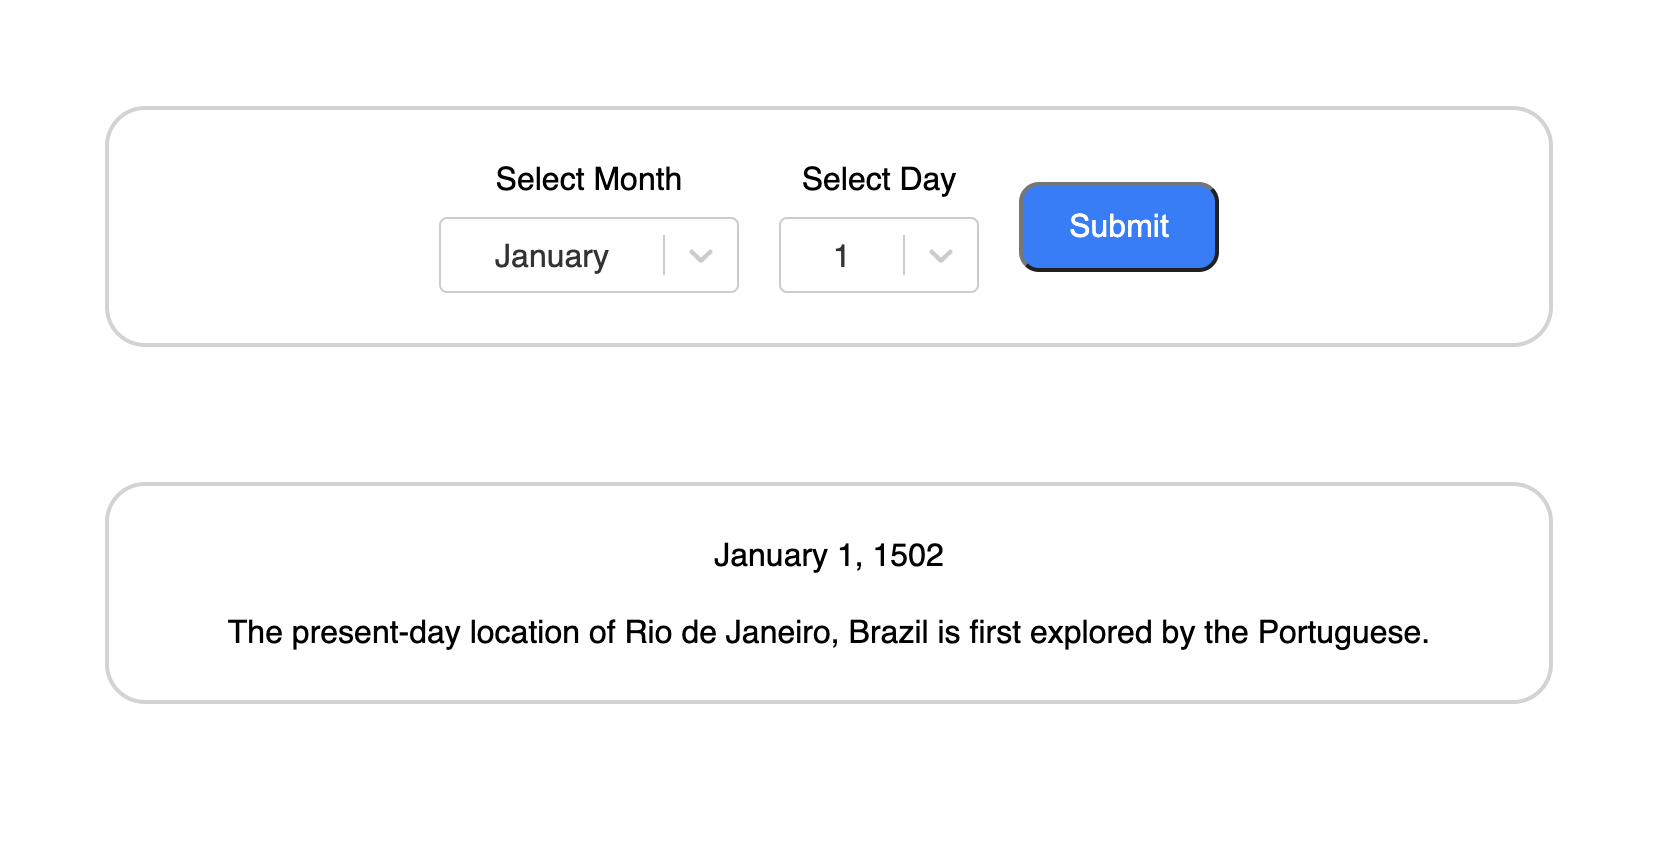 Select Month
Select Day
January
1
Submit
January 1, 1502
The present-day location of Rio de Janeiro, Brazil is first explored by the Portuguese.